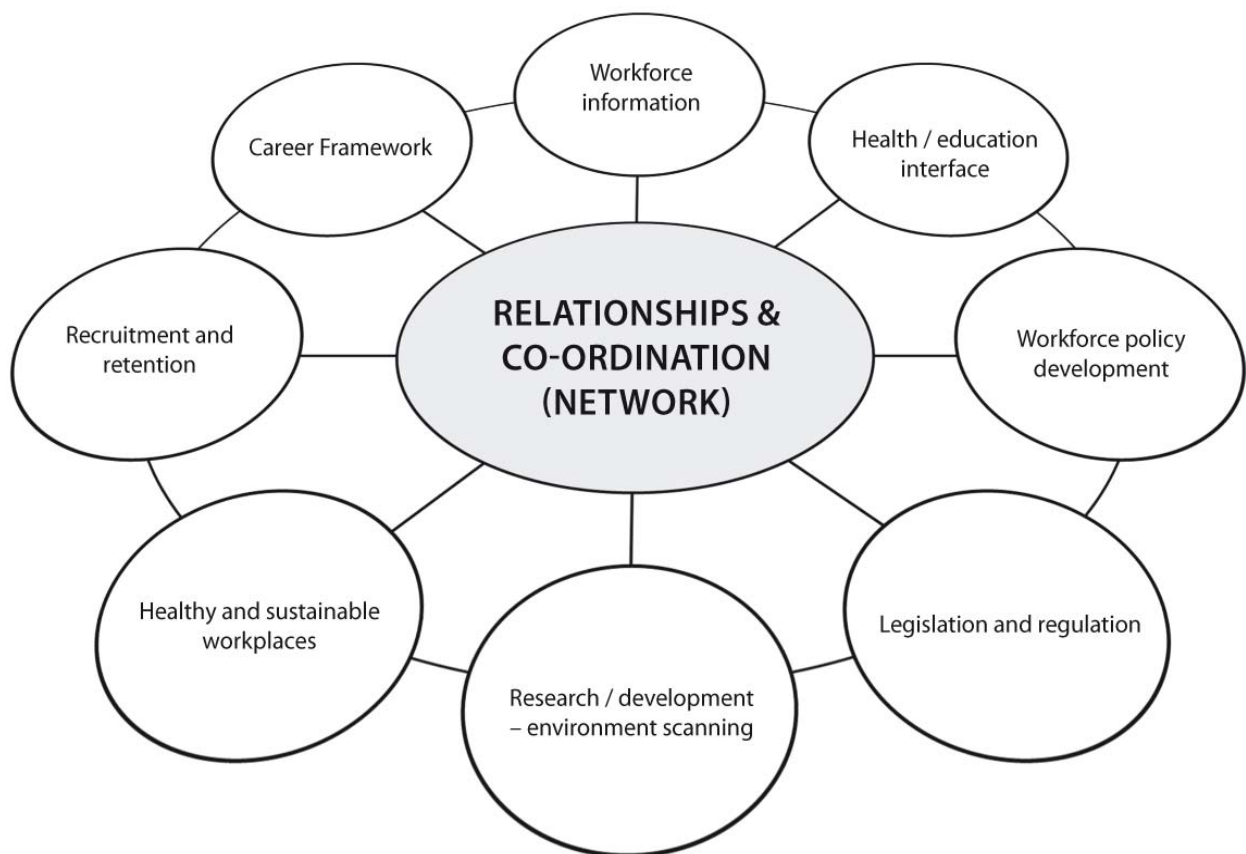 Workforce
information
Career Framework
Health / education
interface
RELATIONSHIPS &
CO-ORDINATION
(NETWORK)
Recruitment and
retention
Workforce policy
development
Healthy and sustainable
workplaces
Legislation and regulation
Research / development
– environment scanning